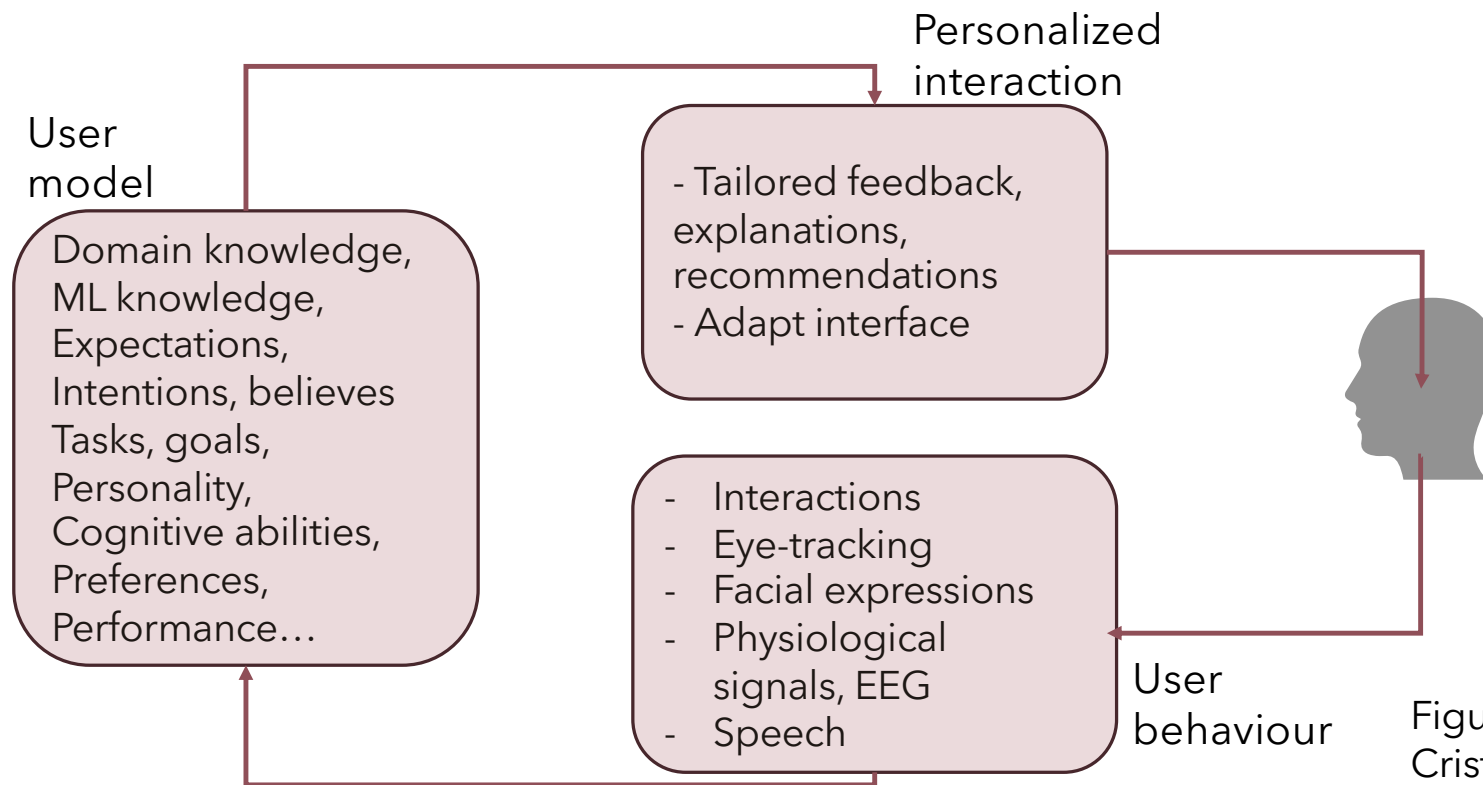 Personalized
interaction
User
model
- Tailored feedback,
explanations,
recommendations
- Adapt interface
Domain knowledge,
ML knowledge,
Expectations,
Intentions, believes
Tasks, goals,
Personality,
Cognitive abilities,
Preferences,
Performance…
- Interactions
- Eye-tracking
- Facial expressions
- Physiological
signals, EEG
- Speech
User
behaviour